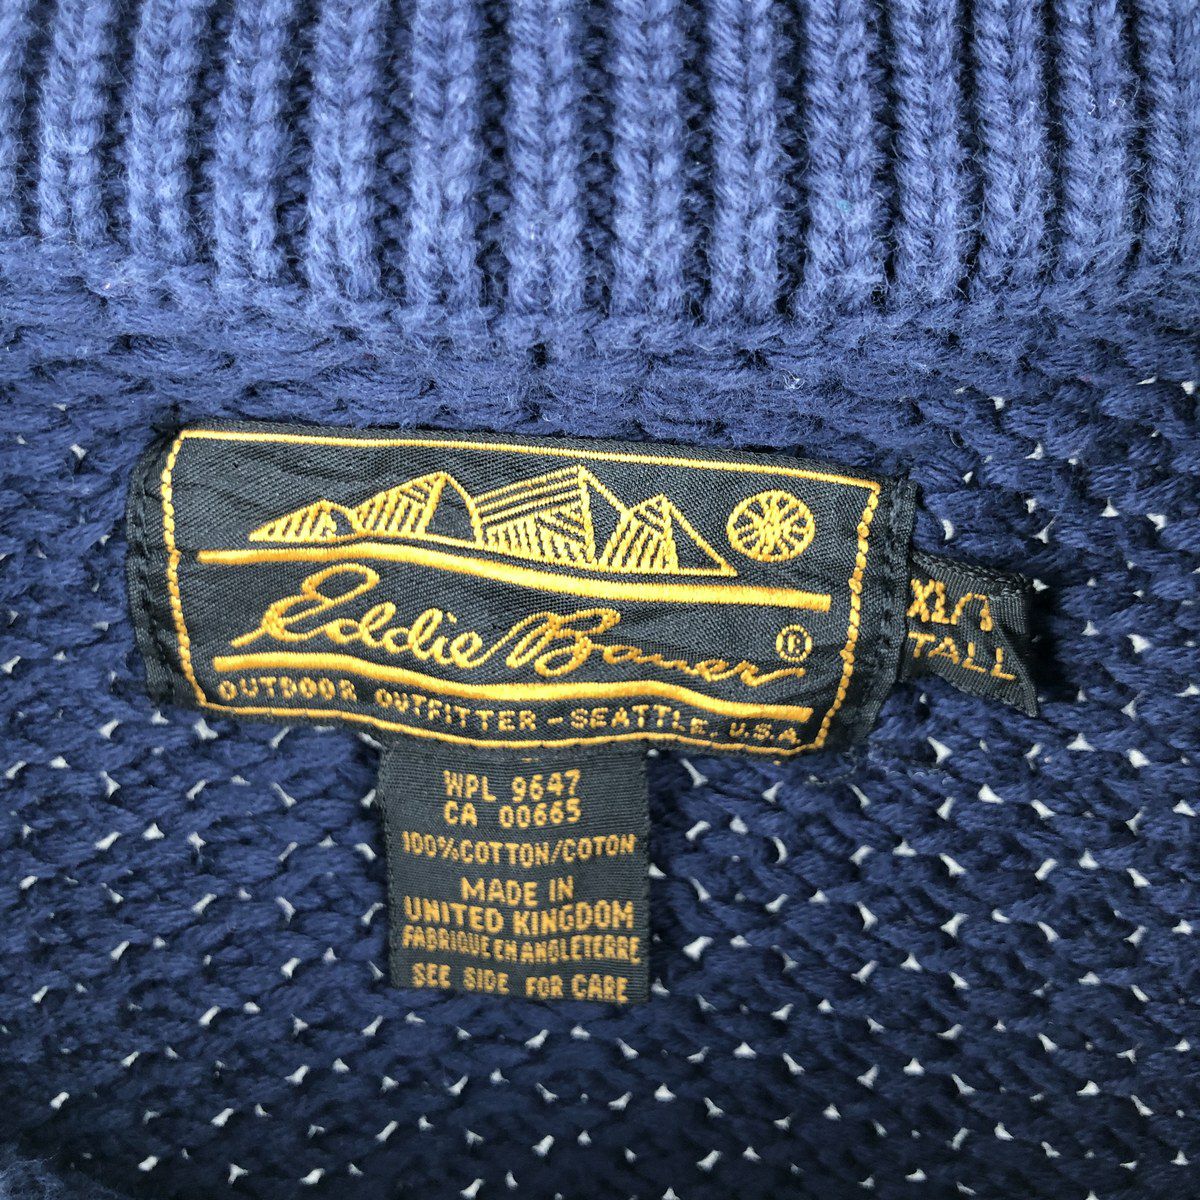 Eddie Bauer ®
OUTDOOR OUTFITTER - SEATTLE, U.S.A
XL/T
TALL
WPL 9647
CA 00665
100%COTTON/COTON
MADE IN
UNITED KINGDOM
FABRIQUE EN ANGLETERRE
SEE SIDE FOR CARE